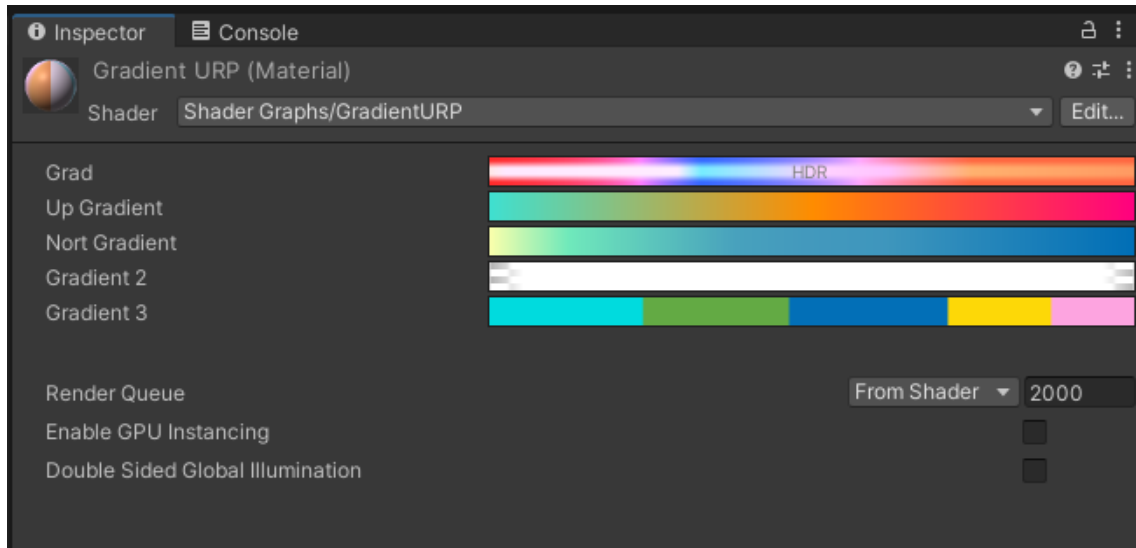 Inspector Console
Gradient URP (Material)
Shader Shader Graphs/GradientURP Edit...
Grad HDR
Up Gradient
Nort Gradient
Gradient 2
Gradient 3
Render Queue From Shader 2000
Enable GPU Instancing
Double Sided Global Illumination